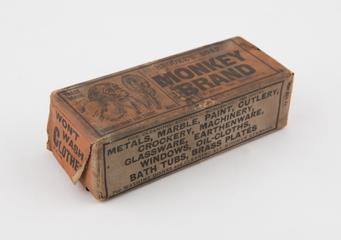 MONKEY
BRAND
WON'T
WASH
CLOTHES
METALS, MARBLE, PAINT, CUTLERY,
CROCKERY, MACHINERY,
GLASSWARE, EARTHENWARE,
WINDOWS, OIL-CLOTHS,
BATH TUBS, BRASS PLATES